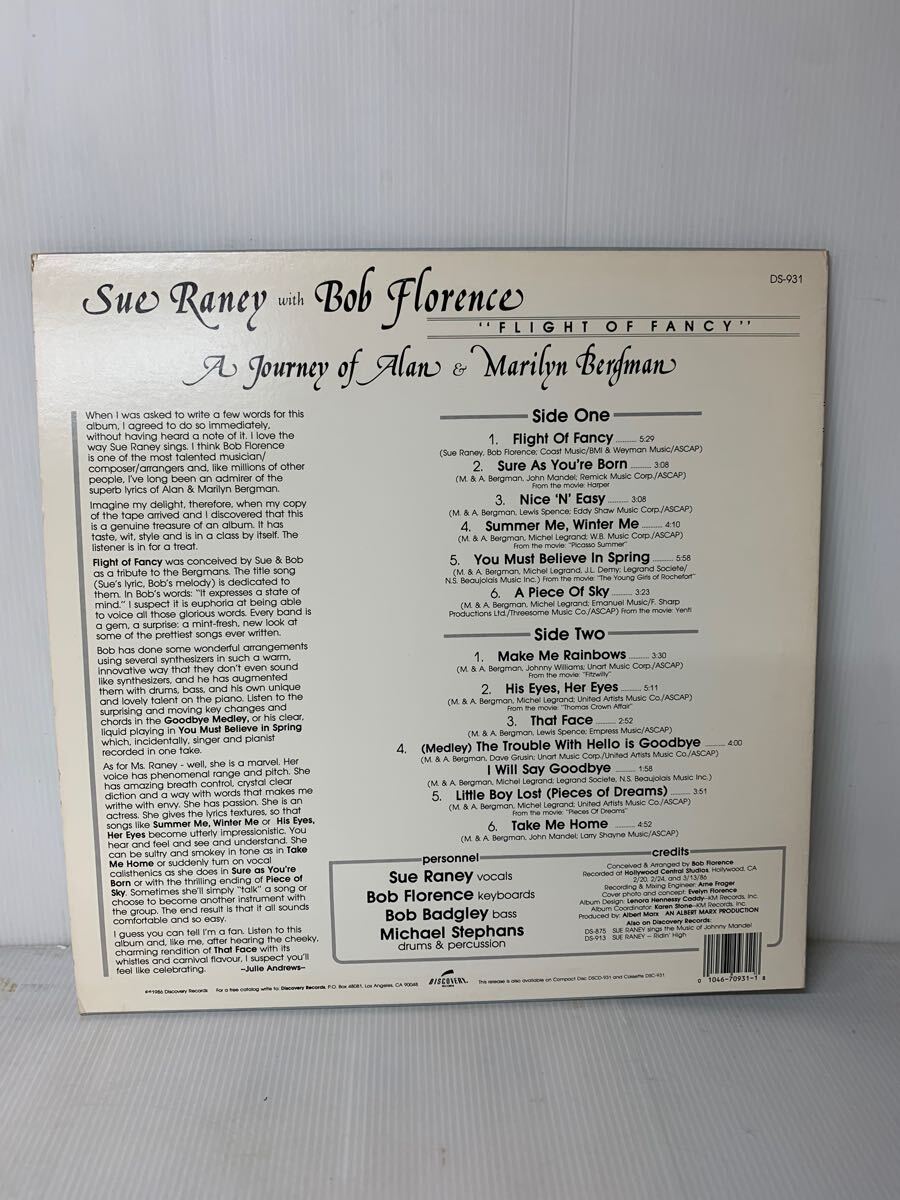 DS-931
Sue Raney with Bob Florence
"FLIGHT OF FANCY"
A Journey of Alan & Marilyn Bergman
When I was asked to write a few words for this
album, I agreed to do so immediately,
without having heard a note of it. I love the
way Sue Raney sings. I think Bob Florence
is one of the most talented musician/
composer/arrangers and, like millions of other
people, I've long been an admirer of the
superb lyrics of Alan & Marilyn Bergman.
Imagine my delight, therefore, when my copy
of the tape arrived and I discovered that this
is a genuine treasure of an album. It has
taste, wit, style and is in a class by itself. The
listener is in for a treat.
Flight of Fancy was conceived by Sue & Bob
as a tribute to the Bergmans. The title song
(Sue's lyric, Bob's melody) is dedicated to
them. In Bob's words: "It expresses a state of
mind." I suspect it is euphoria at being able
to voice all those glorious words. Every band is
a gem, a surprise: a mint-fresh, new look at
some of the prettiest songs ever written.
Bob has done some wonderful arrangements
using several synthesizers in such a warm,
innovative way that they don't even sound
like synthesizers, and he has augmented
them with drums, bass, and his own unique
and lovely talent on the piano. Listen to the
surprising and moving key changes and
chords in the Goodbye Medley, or his clear,
liquid playing in You Must Believe in Spring
which, incidentally, singer and pianist
recorded in one take.
As for Ms. Raney - well, she is a marvel. Her
voice has phenomenal range and pitch. She
has amazing breath control, crystal clear
diction and a way with words that makes me
writhe with envy. She has passion. She is an
actress. She gives the lyrics textures, so that
songs like Summer Me, Winter Me or His Eyes,
Her Eyes become utterly impressionistic. You
hear and feel and see and understand. She
can be sultry and smokey in tone as in Take
Me Home or suddenly turn on vocal
calisthenics as she does in Sure as You're
Born or with the thrilling ending of Piece of
Sky. Sometimes she'll simply "talk" a song or
choose to become another instrument with
the group. The end result is that it all sounds
comfortable and so easy.
I guess you can tell I'm a fan. Listen to this
album and, like me, after hearing the cheeky,
charming rendition of That Face with its
whistles and carnival flavour, I suspect you'll
feel like celebrating. –Julie Andrews–
Side One
1. Flight Of Fancy .......... 5:29
(Sue Raney, Bob Florence; Coast Music/BMI & Weyman Music/ASCAP)
2. Sure As You're Born .......... 3:08
(M. & A. Bergman, John Mandel; Remick Music Corp./ASCAP)
From the movie: Harper
3. Nice 'N' Easy .......... 3:08
(M. & A. Bergman, Lewis Spence; Eddy Shaw Music Corp./ASCAP)
4. Summer Me, Winter Me .......... 4:10
(M. & A. Bergman, Michel Legrand; W.B. Music Corp./ASCAP)
From the movie: "Picasso Summer"
5. You Must Believe In Spring .......... 5:58
(M. & A. Bergman, Michel Legrand, J.L. Demy; Legrand Societe/
N.S. Beaujolais Music Inc.) From the movie: "The Young Girls of Rochefort"
6. A Piece Of Sky .......... 3:23
(M. & A. Bergman, Michel Legrand; Emanuel Music/F. Sharp
Productions Ltd./Threesome Music Co./ASCAP) From the movie: Yentl
Side Two
1. Make Me Rainbows .......... 3:30
(M. & A. Bergman, Johnny Williams; Unart Music Corp./ASCAP)
From the movie: "Fitzwilly"
2. His Eyes, Her Eyes .......... 5:11
(M. & A. Bergman, Michel Legrand; United Artists Music Co./ASCAP)
From the movie: "Thomas Crown Affair"
3. That Face .......... 2:52
(M. & A. Bergman, Lewis Spence; Empress Music/ASCAP)
4. (Medley) The Trouble With Hello is Goodbye .......... 4:00
(M. & A. Bergman, Dave Grusin; Unart Music Corp./United Artists Music Co./ASCAP)
I Will Say Goodbye .......... 1:58
(M. & A. Bergman, Michel Legrand; Legrand Societe, N.S. Beaujolais Music Inc.)
5. Little Boy Lost (Pieces of Dreams) .......... 3:51
(M. & A. Bergman, Michel Legrand; United Artists Music Co./ASCAP)
From the movie: "Pieces Of Dreams"
6. Take Me Home .......... 4:52
(M. & A. Bergman, John Mandel; Larry Shayne Music/ASCAP)
personnel
Sue Raney vocals
Bob Florence keyboards
Bob Badgley bass
Michael Stephans
drums & percussion
credits
Conceived & Arranged by Bob Florence
Recorded at Hollywood Central Studios, Hollywood, CA
2/20, 2/24, and 3/13/86
Recording & Mixing Engineer: Arne Frager
Cover photo and concept: Evelyn Florence
Album Design: Lenora Hennessy Caddy–KM Records, Inc.
Album Coordinator: Karen Stone–KM Records, Inc.
Produced by: Albert Marx AN ALBERT MARX PRODUCTION
Also on Discovery Records:
DS-875 SUE RANEY sings the Music of Johnny Mandel
DS-913 SUE RANEY – Ridin' High
0 1046-70931-1 8
©℗1986 Discovery Records For a free catalog write to: Discovery Records, P.O. Box 48081, Los Angeles, CA 90048 DISCOVERY RECORDS This release is also available on Compact Disc DSCD-931 and Cassette DSC-931